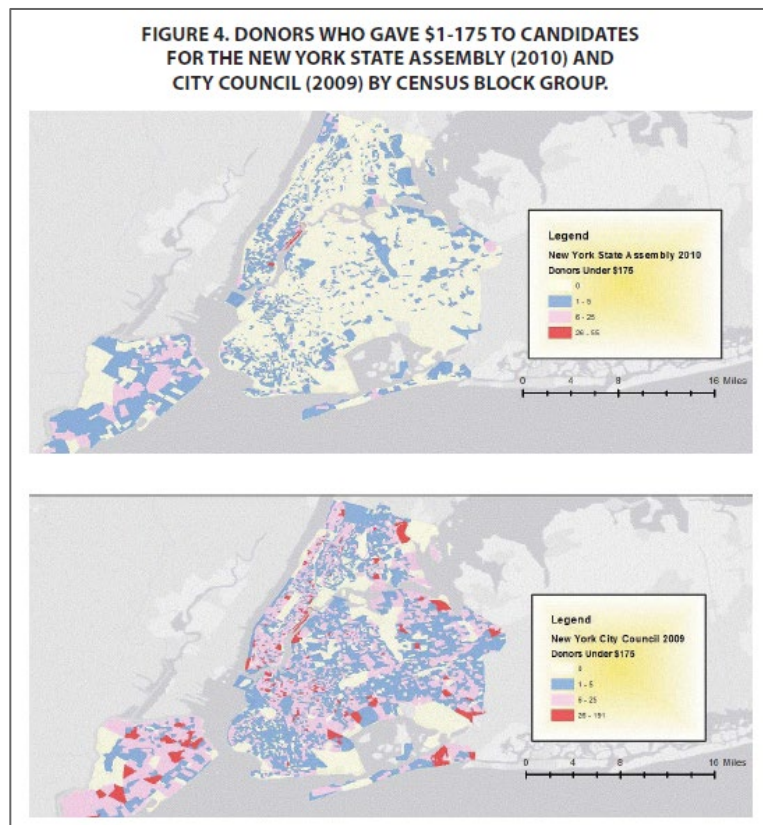 FIGURE 4. DONORS WHO GAVE $1-175 TO CANDIDATES
FOR THE NEW YORK STATE ASSEMBLY (2010) AND
CITY COUNCIL (2009) BY CENSUS BLOCK GROUP.
Legend
New York State Assembly 2010
Donors Under $175
0
1 - 5
6 - 25
26 - 55
0 4 8 16 Miles
Legend
New York City Council 2009
Donors Under $175
0
1 - 5
6 - 25
26 - 191
0 4 8 16 Miles